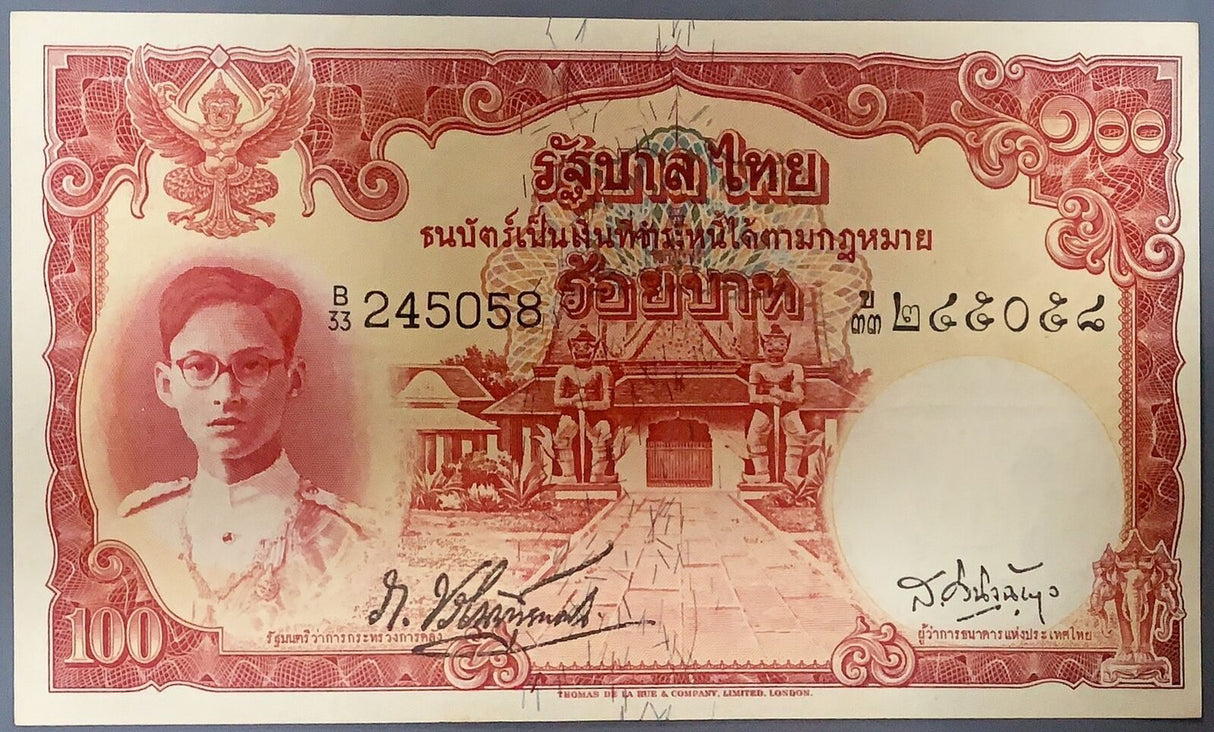 ๑๐๐
รัฐบาลไทย
ธนบัตร์เป็นเงินที่ชำระหนี้ได้ตามกฎหมาย
ร้อยบาท
B/33 245058
ข/๓๓ ๒๔๕๐๕๘
รัฐมนตรีว่าการกระทรวงการคลัง
ผู้ว่าการธนาคารแห่งประเทศไทย
100
THOMAS DE LA RUE & COMPANY, LIMITED, LONDON.